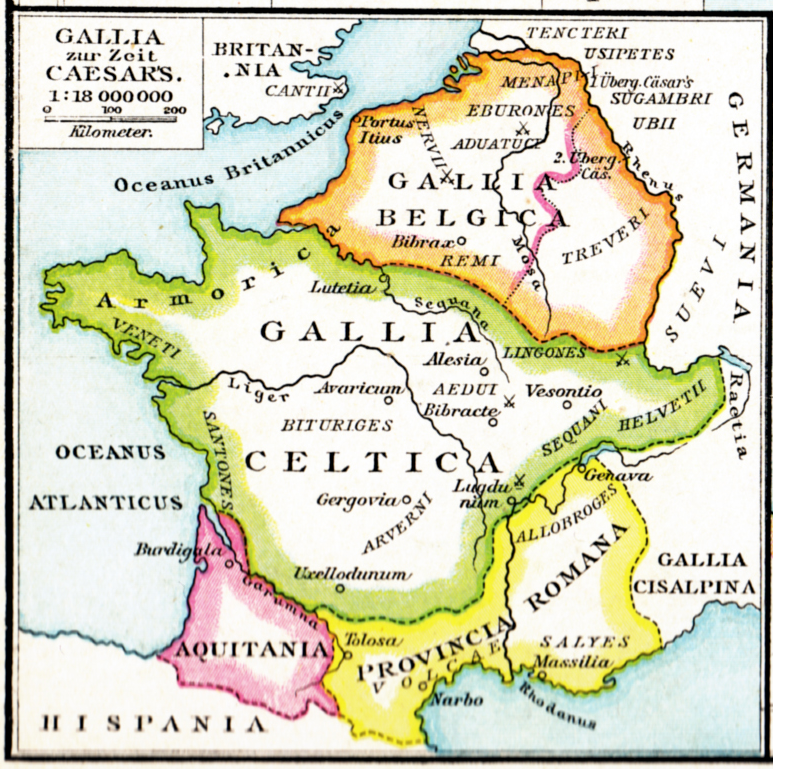 GALLIA
zur Zeit
CAESARS.
1:18 000 000
0 100 200
Kilometer.
BRITAN-
NIA
CANTII
TENCTERI
USIPETES
MENAPII
1 Überg. Cäsar's
SUGAMBRI
UBII
EBURONES
Portus
Itius
NERVII
ADUATUCI
2. Überg.
Cäs.
Rhenus
GERMANIA
Oceanus Britannicus
GALLIA
BELGICA
Bibrax
REMI
Mosa
TREVERI
SUEVI
Armorica
Lutetia
Sequana
VENETI
GALLIA
Alesia
LINGONES
Liger
Avaricum
AEDUI
Vesontio
Bibracte
BITURIGES
SEQUANI
HELVETII
Raetia
SANTONES
OCEANUS
ATLANTICUS
CELTICA
Gergovia
ARVERNI
Lugdu
num
Genava
ALLOBROGES
Burdigala
Garumna
Uxellodunum
GALLIA
CISALPINA
AQUITANIA
Tolosa
PROVINCIA
ROMANA
VOLCAE
SALYES
Massilia
Narbo
Rhodanus
HISPANIA